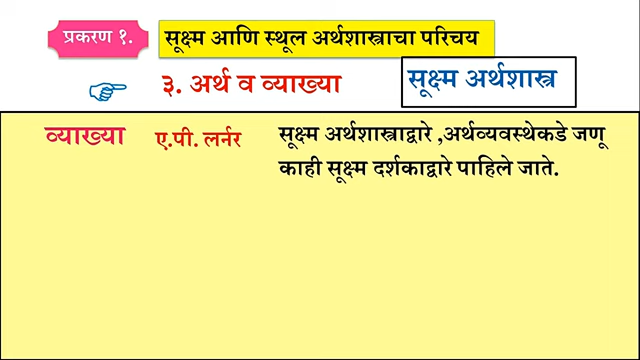 प्रकरण १.
सूक्ष्म आणि स्थूल अर्थशास्त्राचा परिचय
३. अर्थ व व्याख्या
सूक्ष्म अर्थशास्त्र
व्याख्या ए.पी. लर्नर सूक्ष्म अर्थशास्त्राद्वारे ,अर्थव्यवस्थेकडे जणू
काही सूक्ष्म दर्शकाद्वारे पाहिले जाते.